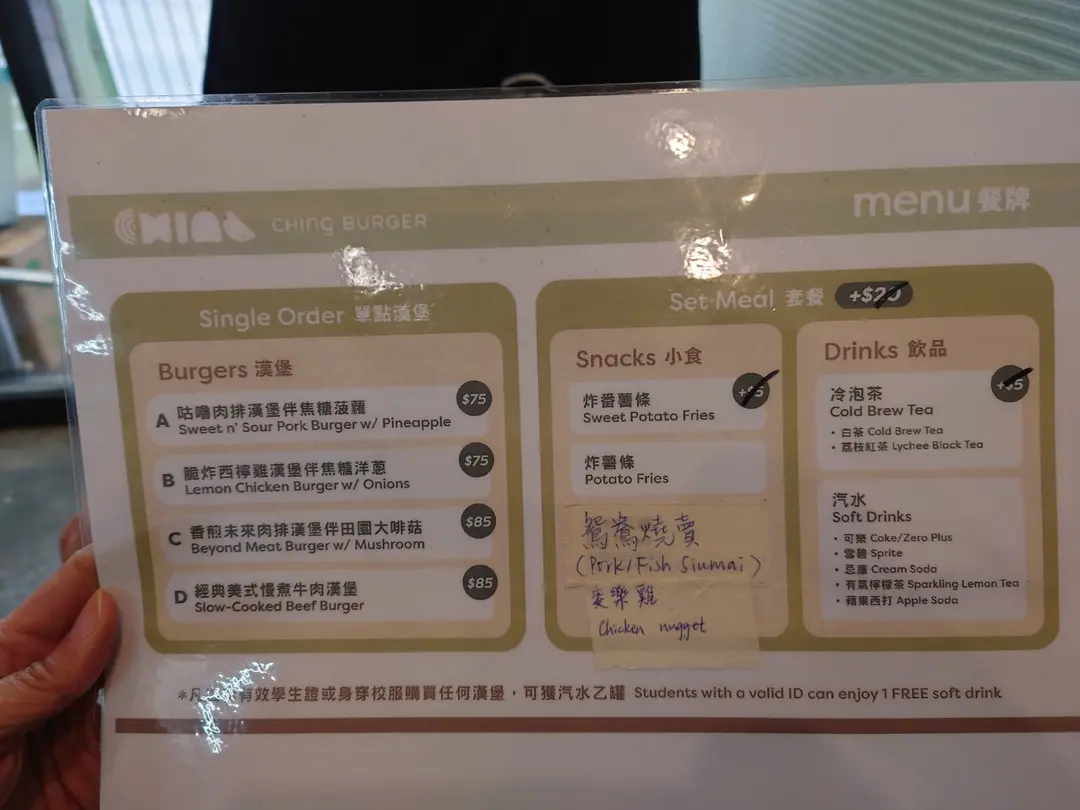 CHING CHING BURGER
menu 餐牌
Single Order 單點漢堡
Burgers 漢堡
A 咕嚕肉排漢堡伴焦糖菠蘿 $75
Sweet n' Sour Pork Burger w/ Pineapple
B 脆炸西檸雞漢堡伴焦糖洋蔥 $75
Lemon Chicken Burger w/ Onions
C 香煎未來肉排漢堡伴田園大啡菇 $85
Beyond Meat Burger w/ Mushroom
D 經典美式慢煮牛肉漢堡 $85
Slow-Cooked Beef Burger
Set Meal 套餐 +$20
Snacks 小食
炸番薯條 +$5
Sweet Potato Fries
炸薯條
Potato Fries
鴛鴦燒賣
(Pork/Fish Siumai)
麥樂雞
Chicken nugget
Drinks 飲品
冷泡茶 +$5
Cold Brew Tea
• 白茶 Cold Brew Tea
• 荔枝紅茶 Lychee Black Tea
汽水
Soft Drinks
• 可樂 Coke/Zero Plus
• 雪碧 Sprite
• 忌廉 Cream Soda
• 有氣檸檬茶 Sparkling Lemon Tea
• 蘋果西打 Apple Soda
*凡 有效學生證或身穿校服購買任何漢堡，可獲汽水乙罐 Students with a valid ID can enjoy 1 FREE soft drink